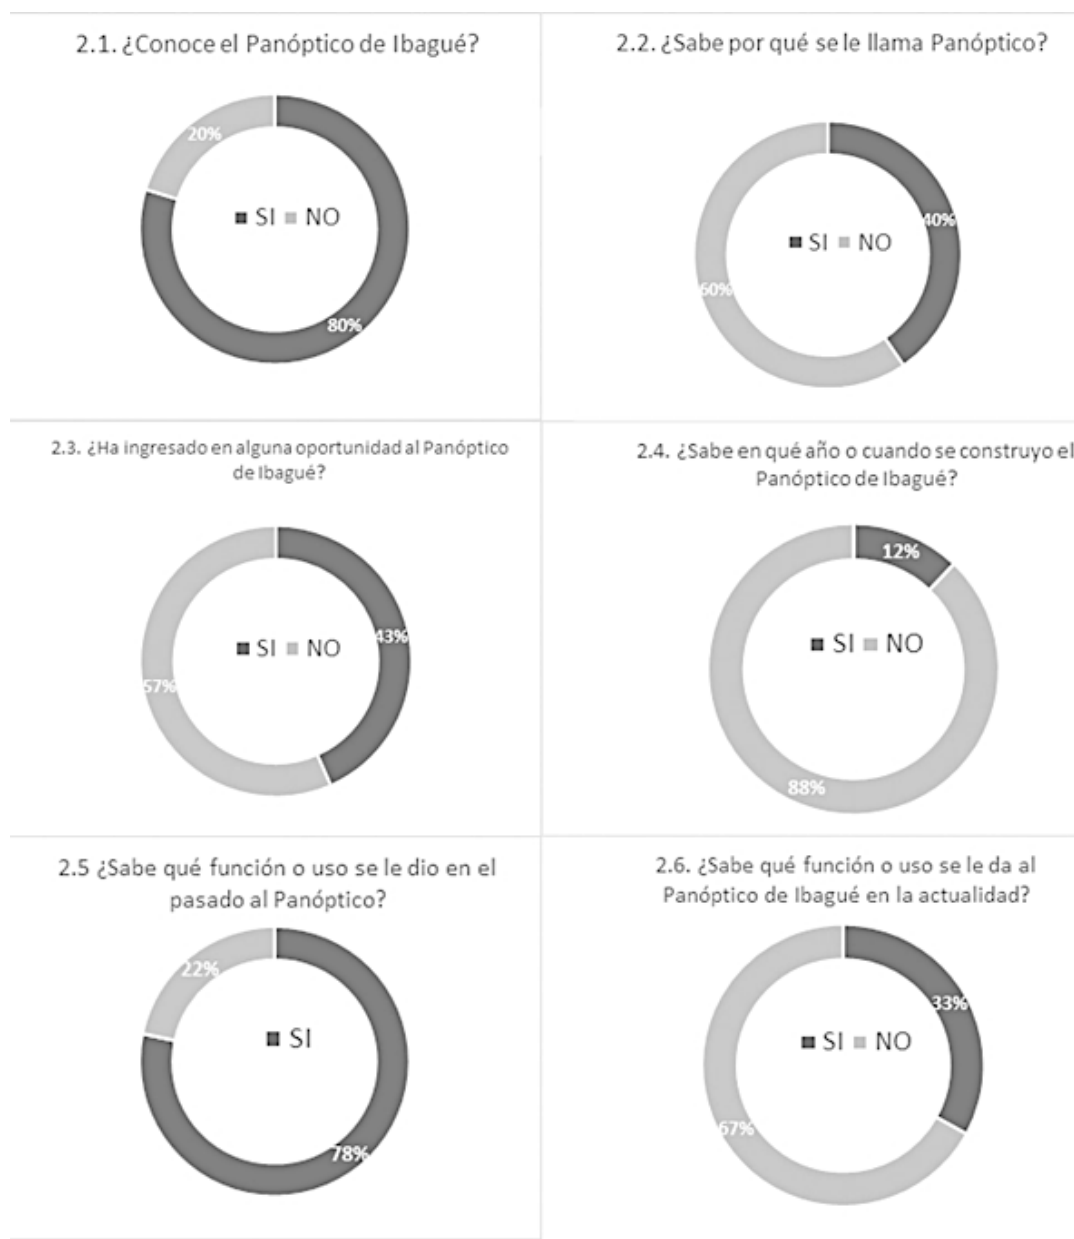 2.1. ¿Conoce el Panóptico de Ibagué?
20%
■ SI ■ NO
80%
2.2. ¿Sabe por qué se le llama Panóptico?
40%
■ SI ■ NO
60%
2.3. ¿Ha ingresado en alguna oportunidad al Panóptico
de Ibagué?
43%
■ SI ■ NO
57%
2.4. ¿Sabe en qué año o cuando se construyo el
Panóptico de Ibagué?
12%
■ SI ■ NO
88%
2.5 ¿Sabe qué función o uso se le dio en el
pasado al Panóptico?
22%
■ SI
78%
2.6. ¿Sabe qué función o uso se le da al
Panóptico de Ibagué en la actualidad?
33%
■ SI ■ NO
67%